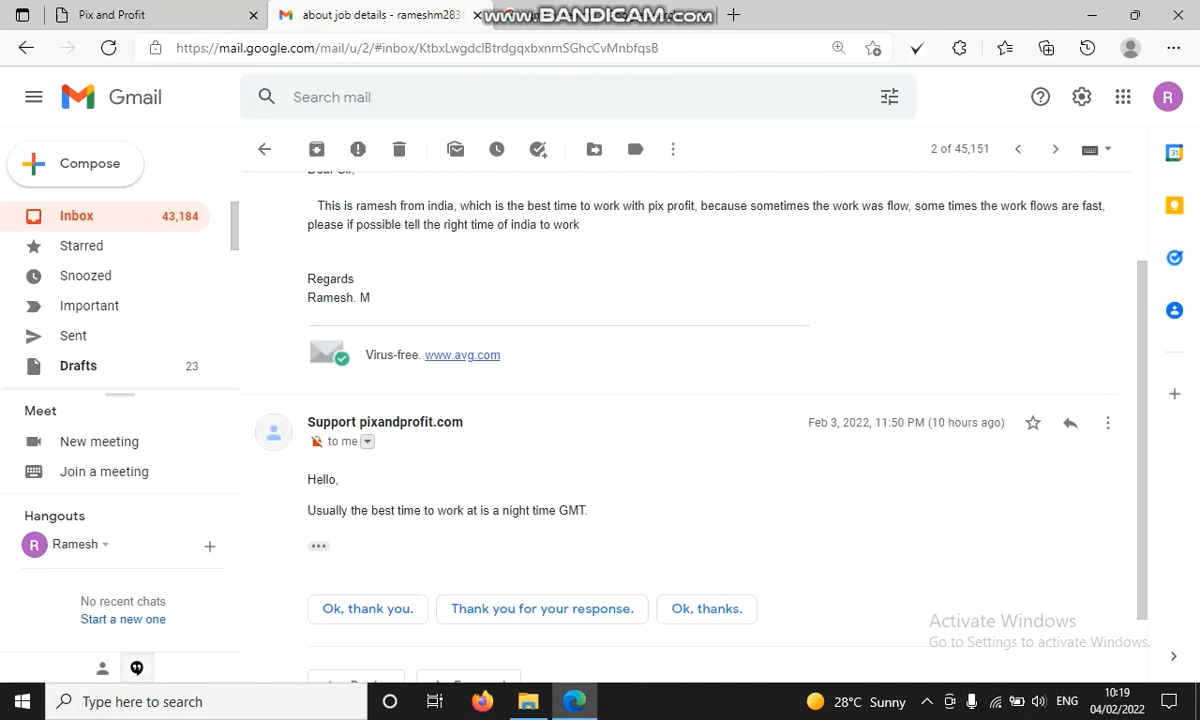 Pix and Profit
about job details - rameshm283
www.BANDICAM.com
https://mail.google.com/mail/u/2/#inbox/KtbxLwgdclBtrdgqxbxnmSGhcCvMnbfqsB
Gmail
Search mail
R
Compose
2 of 45,151
Inbox 43,184
Starred
Snoozed
Important
Sent
Drafts 23
Meet
New meeting
Join a meeting
Hangouts
R Ramesh
No recent chats
Start a new one
Dear Sir,
This is ramesh from india, which is the best time to work with pix profit, because sometimes the work was flow, some times the work flows are fast,
please if possible tell the right time of india to work
Regards
Ramesh. M
Virus-free. www.avg.com
Support pixandprofit.com
Feb 3, 2022, 11:50 PM (10 hours ago)
to me
Hello,
Usually the best time to work at is a night time GMT.
Ok, thank you.
Thank you for your response.
Ok, thanks.
Activate Windows
Go to Settings to activate Windows.
Type here to search
28°C Sunny
ENG
10:19
04/02/2022
31